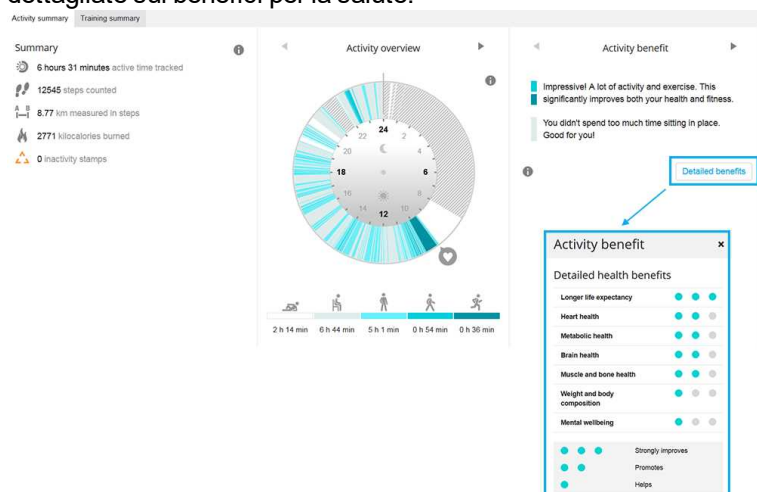 dettagliate sui benefici per la salute.
Activity summary Training summary
Summary
6 hours 31 minutes active time tracked
12545 steps counted
A B
8.77 km measured in steps
2771 kilocalories burned
0 inactivity stamps
Activity overview
24
2
4
6
8
10
12
14
16
18
20
22
2 h 14 min 6 h 44 min 5 h 1 min 0 h 54 min 0 h 36 min
Activity benefit
Impressive! A lot of activity and exercise. This
significantly improves both your health and fitness.
You didn't spend too much time sitting in place.
Good for you!
Detailed benefits
Activity benefit ×
Detailed health benefits
Longer life expectancy
Heart health
Metabolic health
Brain health
Muscle and bone health
Weight and body
composition
Mental wellbeing
Strongly improves
Promotes
Helps